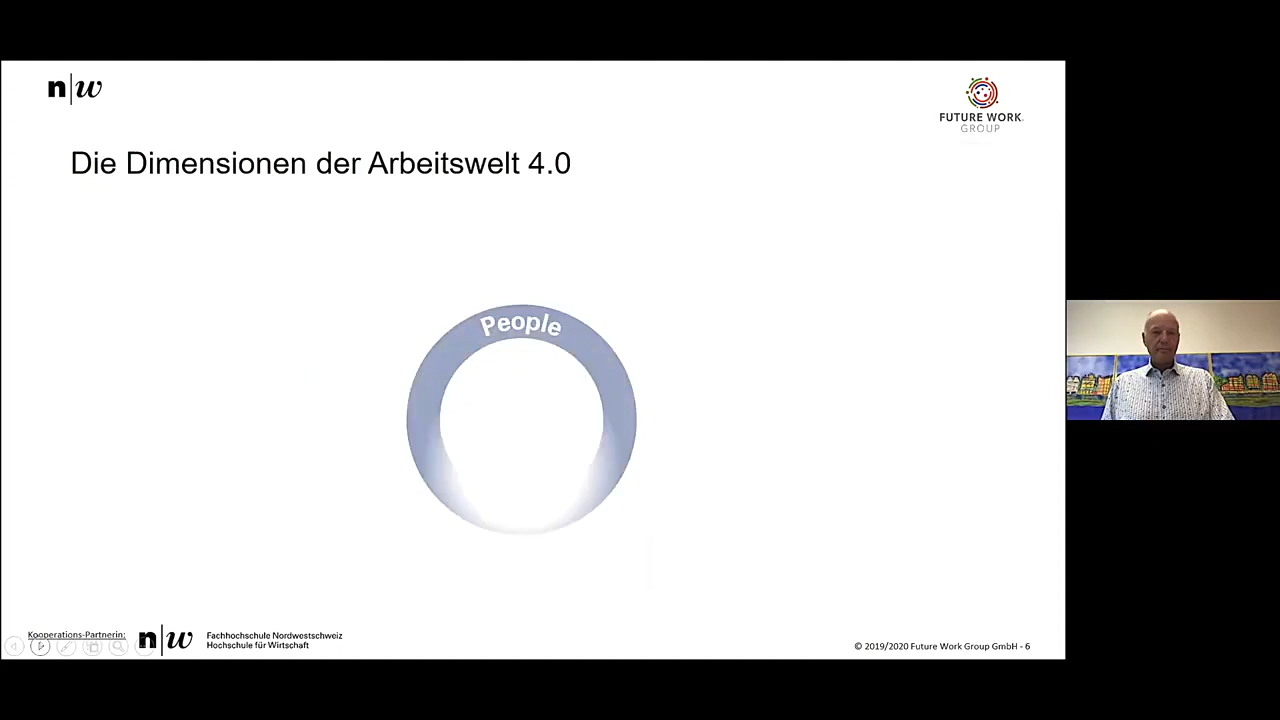 n|w
FUTURE WORK
GROUP
Die Dimensionen der Arbeitswelt 4.0
People
Kooperations-Partnerin:
n|w
Fachhochschule Nordwestschweiz
Hochschule für Wirtschaft
© 2019/2020 Future Work Group GmbH - 6